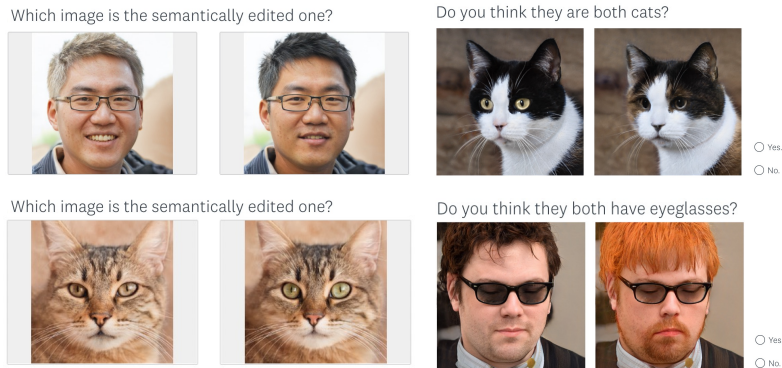 Which image is the semantically edited one?
Do you think they are both cats?
Yes.
No.
Which image is the semantically edited one?
Do you think they both have eyeglasses?
Yes
No.